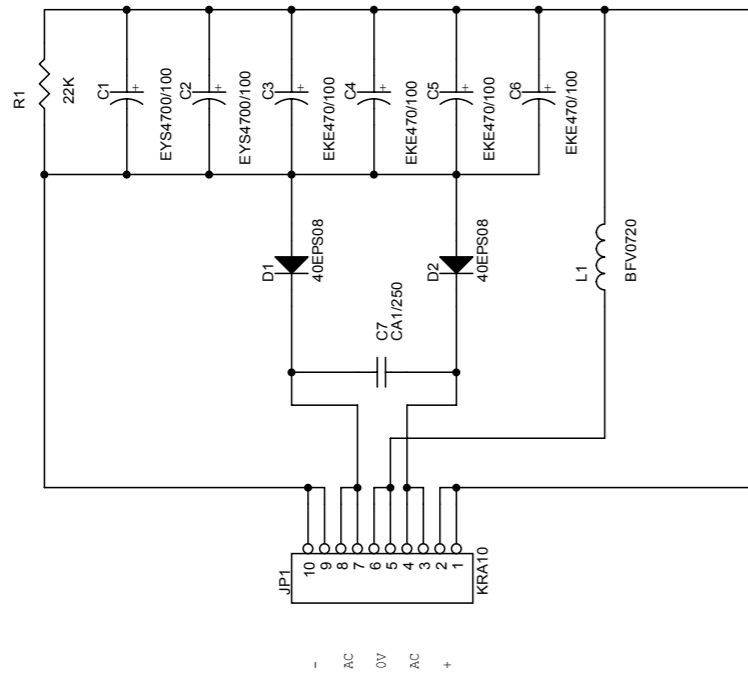 R1
22K
C1
+
EYS4700/100
C2
+
EYS4700/100
C3
+
EKE470/100
C4
+
EKE470/100
C5
+
EKE470/100
C6
+
EKE470/100
D1
40EPS08
D2
40EPS08
C7
CA1/250
L1
BFV0720
JP1
10
9
8
7
6
5
4
3
2
1
KRA10
-
AC
0V
AC
+